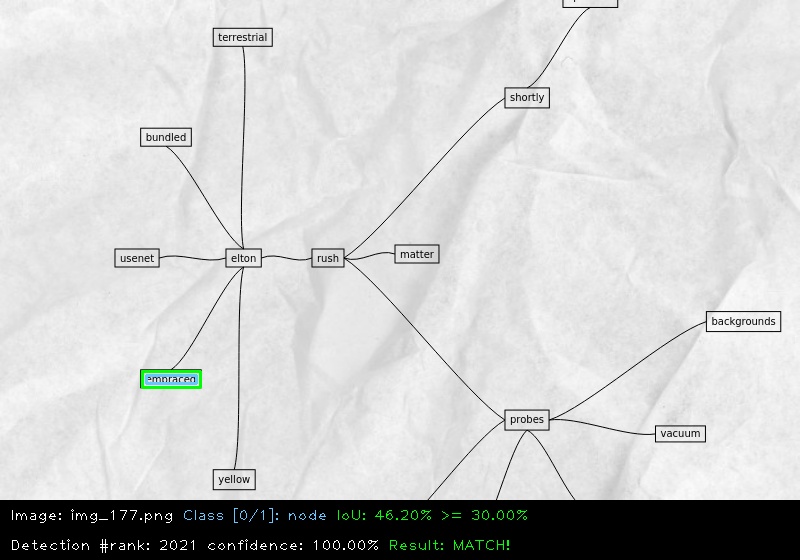 terrestrial
shortly
bundled
usenet
elton
rush
matter
backgrounds
embraced
probes
vacuum
yellow
Image: img_177.png Class [0/1]: node IoU: 46.20% >= 30.00%
Detection #rank: 2021 confidence: 100.00% Result: MATCH!